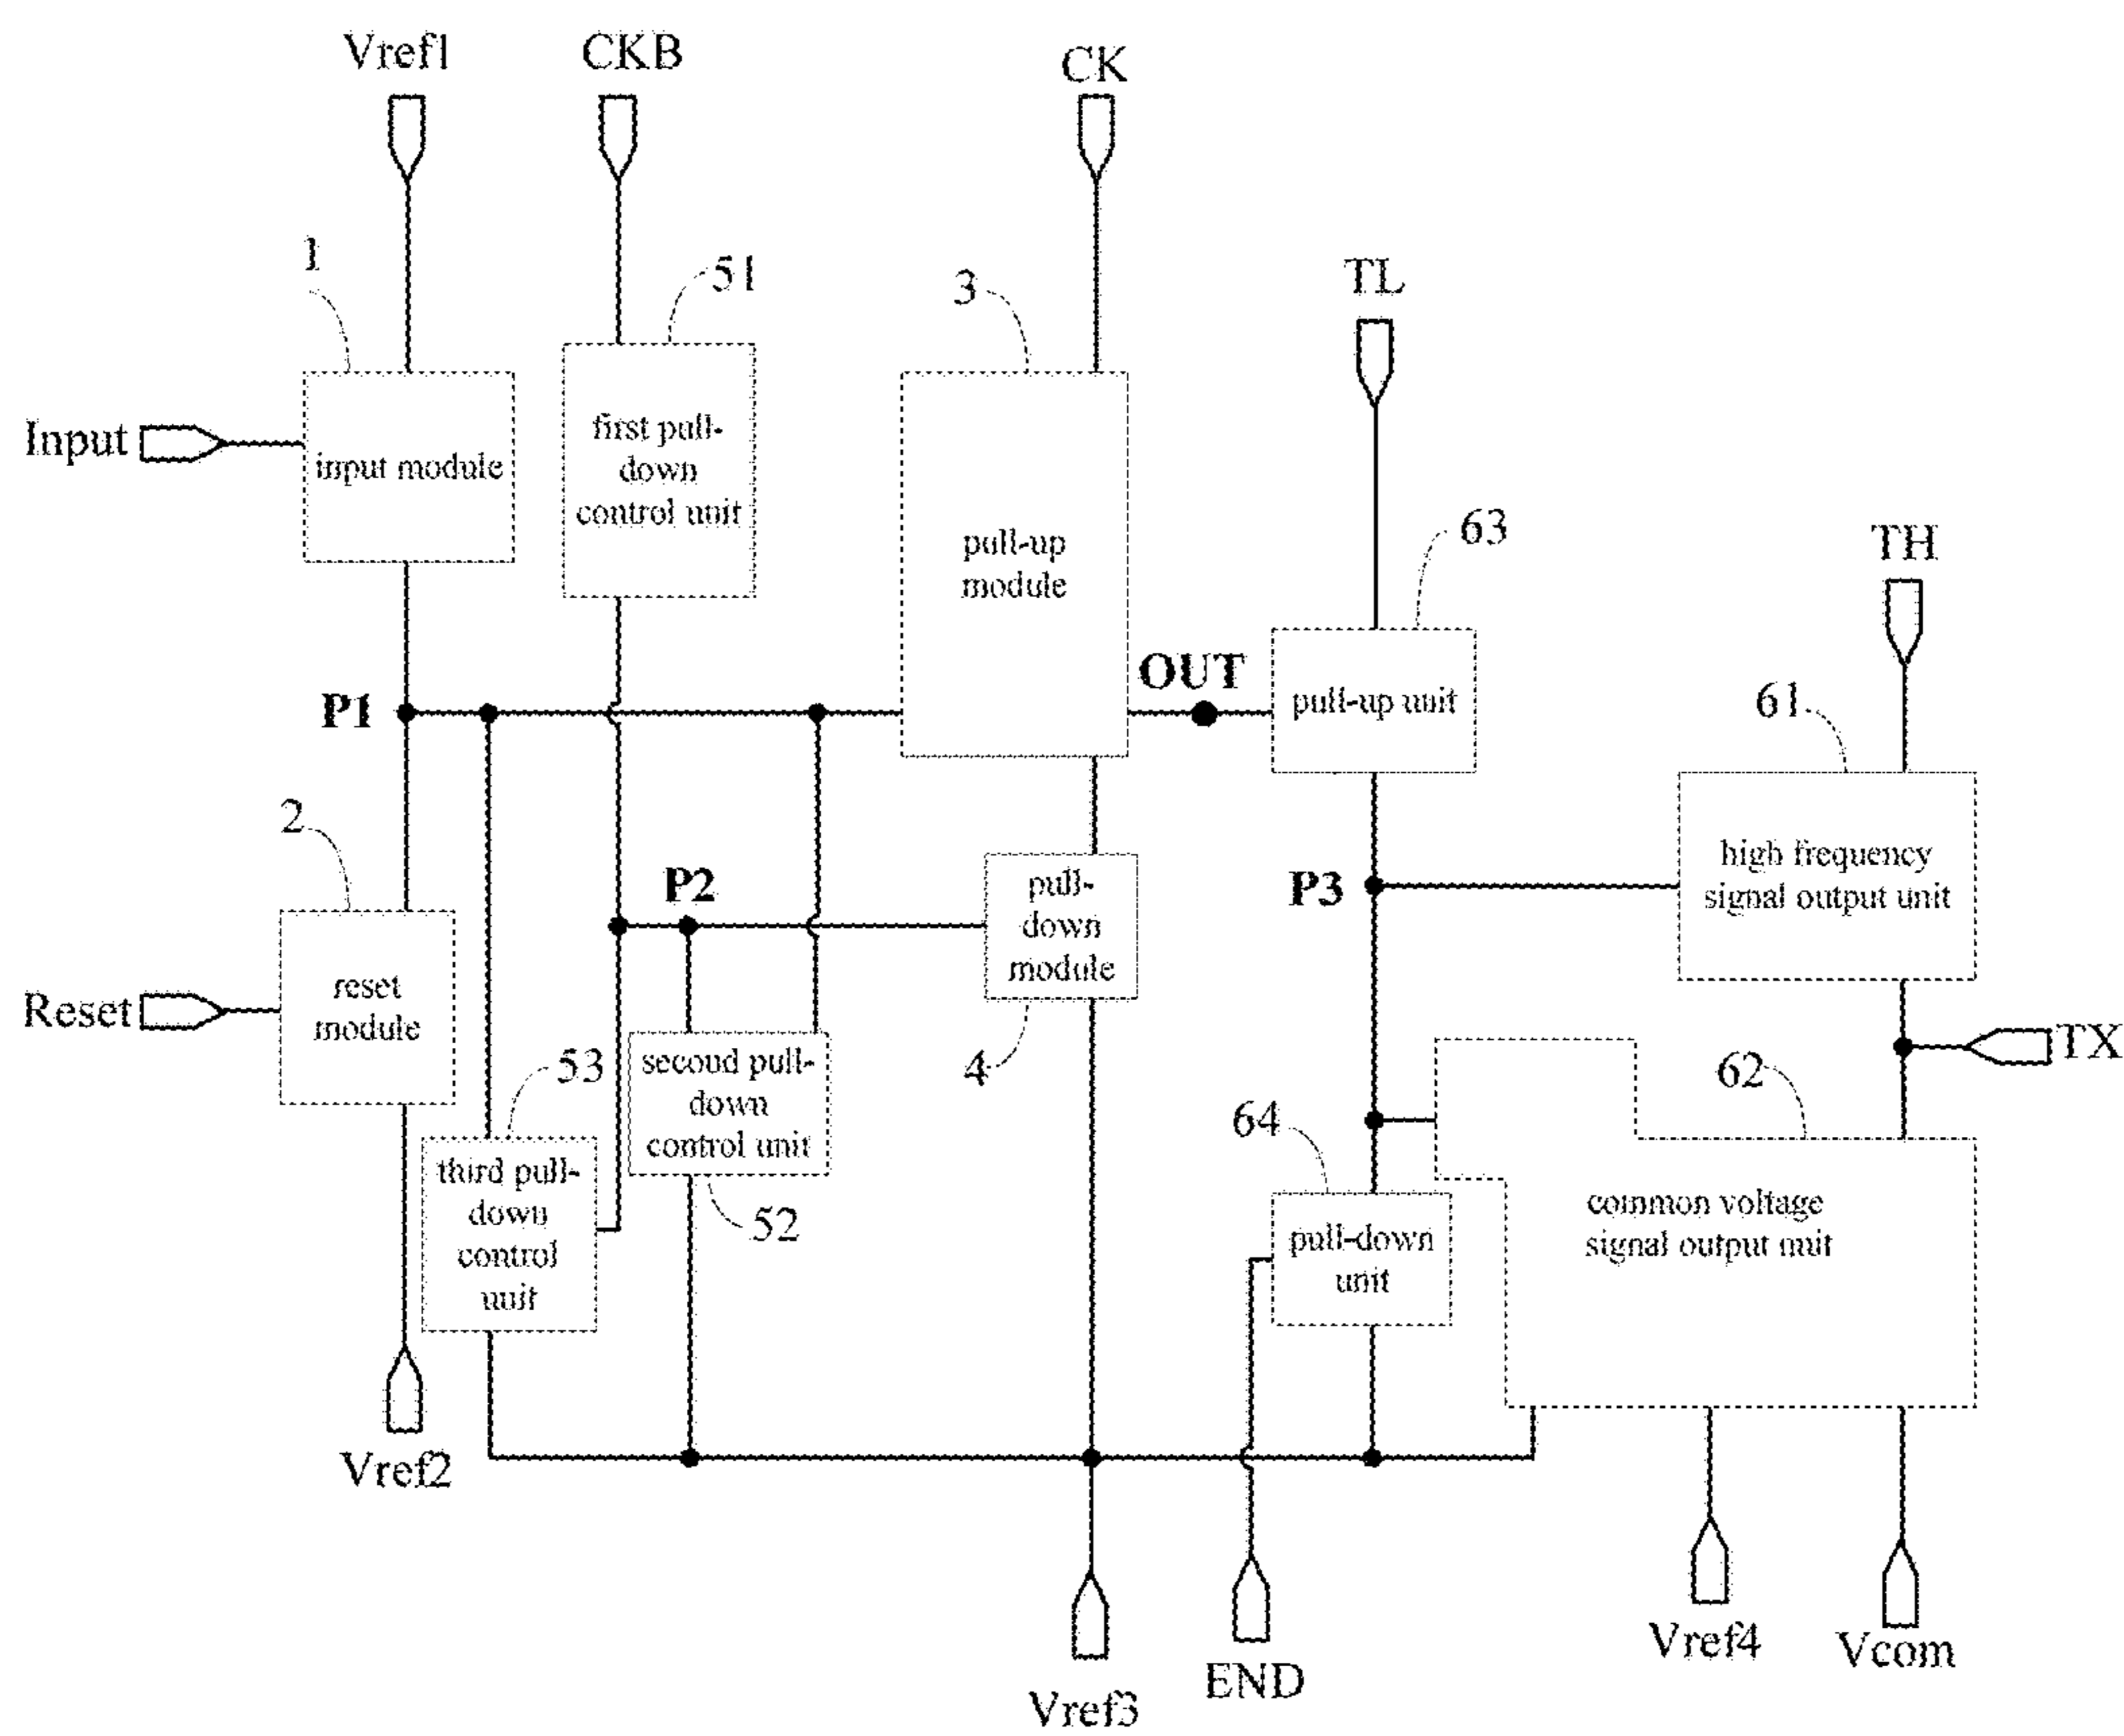 Vref1
CKB
CK
1
51
3
TL
Input
input module
first pull-
down
control unit
pull-up
module
63
TH
P1
OUT
pull-up unit
61
2
P2
pull-
down
module
P3
high frequency
signal output unit
Reset
reset
module
53
secoud pull-
down
control unit
4
TX
62
64
third pull-
down
control
unit
52
pull-down
unit
common voltage
signal output nuit
Vref2
Vref3
END
Vref4
Vcom